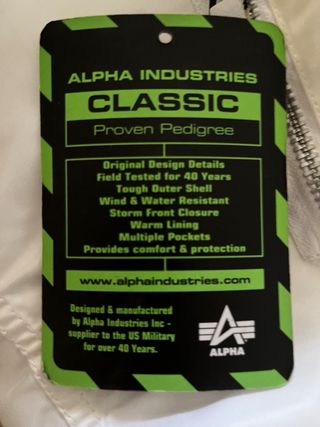 ALPHA INDUSTRIES
CLASSIC
Proven Pedigree
Original Design Details
Field Tested for 40 Years
Tough Outer Shell
Wind & Water Resistant
Storm Front Closure
Warm Lining
Multiple Pockets
Provides comfort & protection
www.alphaindustries.com
Designed & manufactured
by Alpha Industries Inc -
supplier to the US Military
for over 40 Years.
ALPHA